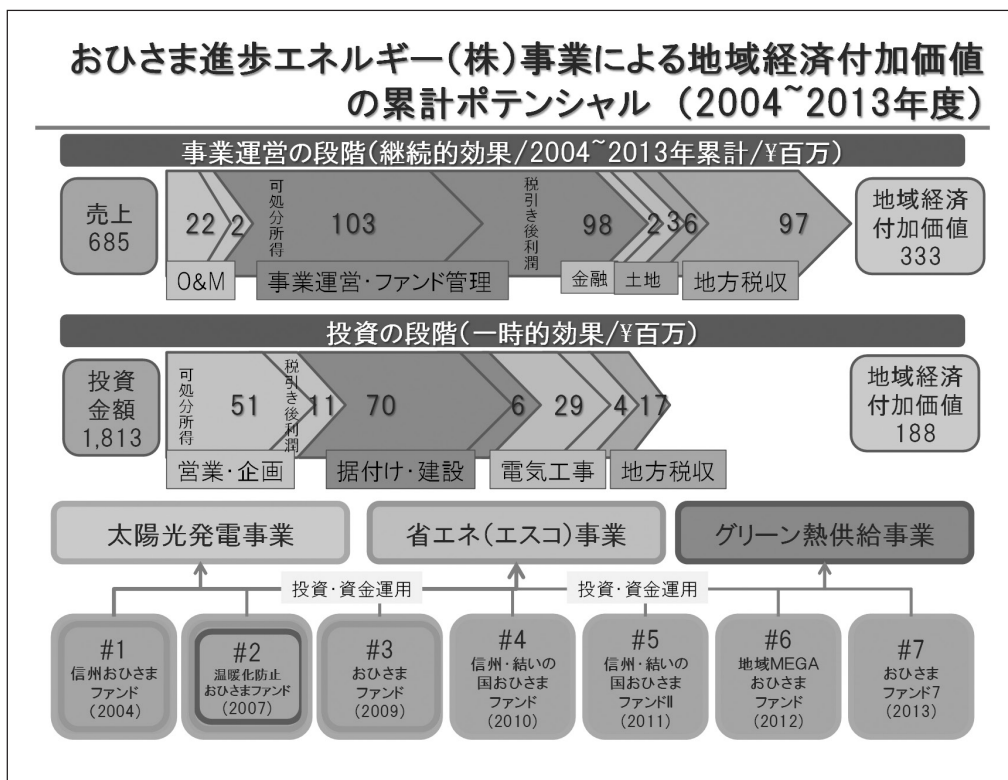 おひさま進歩エネルギー(株)事業による地域経済付加価値
の累計ポテンシャル (2004~2013年度)
事業運営の段階(継続的効果/2004~2013年累計/¥百万)
売上
685
22
2
可処分所得
103
税引き後利潤
98
2
3
6
97
地域経済
付加価値
333
O&M
事業運営・ファンド管理
金融
土地
地方税収
投資の段階(一時的効果/¥百万)
投資
金額
1,813
可処分所得
51
税引き後利潤
11
70
6
29
4
17
地域経済
付加価値
188
営業・企画
据付け・建設
電気工事
地方税収
太陽光発電事業
省エネ(エスコ)事業
グリーン熱供給事業
投資・資金運用
投資・資金運用
#1
信州おひさま
ファンド
(2004)
#2
温暖化防止
おひさまファンド
(2007)
#3
おひさま
ファンド
(2009)
#4
信州・結いの
国おひさま
ファンド
(2010)
#5
信州・結いの
国おひさま
ファンドⅡ
(2011)
#6
地域MEGA
おひさま
ファンド
(2012)
#7
おひさま
ファンド7
(2013)